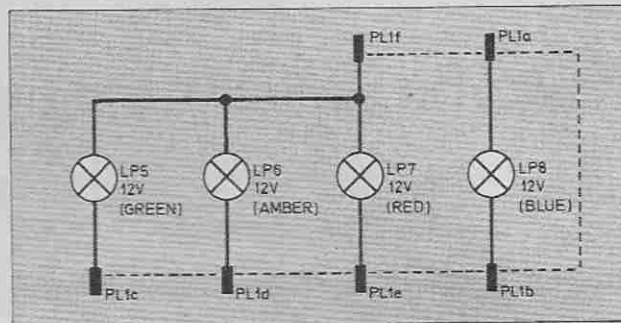 PL1f
PL1a
LP5
12V
(GREEN)
LP6
12V
(AMBER)
LP7
12V
(RED)
LP8
12V
(BLUE)
PL1c
PL1d
PL1e
PL1b